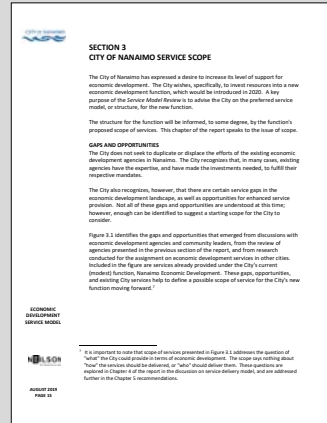 SECTION 3
CITY OF NANAIMO SERVICE SCOPE
The City of Nanaimo has expressed a desire to increase its level of support for
economic development. The City wishes, specifically, to invest resources into a new
economic development function, which would be introduced in 2020. A key
purpose of the Service Model Review is to advise the City on the preferred service
model, or structure, for the new function.
The structure for the function will be informed, to some degree, by the function's
proposed scope of services. This chapter of the report speaks to the issue of scope.
GAPS AND OPPORTUNITIES
The City does not seek to duplicate or displace the efforts of the existing economic
development agencies in Nanaimo. The City recognizes that, in many cases, existing
agencies have the expertise, and have made the investments needed, to fulfill their
respective mandates.
The City also recognizes, however, that there are certain service gaps in the
economic development landscape, as well as opportunities for enhanced service
provision. Not all of these gaps and opportunities are understood at this time;
however, enough can be identified to suggest a starting scope for the City to
consider.
Figure 3.1 identifies the gaps and opportunities that emerged from discussions with
economic development agencies and community leaders, from the review of
agencies presented in the previous section of the report, and from research
conducted for the assignment on economic development services in other cities.
Included in the figure are services already provided under the City's current
(modest) function, Nanaimo Economic Development. These gaps, opportunities,
and existing City services help to define a possible scope of service for the City's new
function moving forward.⁷
ECONOMIC
DEVELOPMENT
SERVICE MODEL
⁷ It is important to note that scope of services presented in Figure 3.1 addresses the question of
"what" the City could provide in terms of economic development. The scope says nothing about
"how" the services should be delivered, or "who" should deliver them. These questions are
explored in Chapter 4 of the report in the discussion on service delivery model, and are addressed
further in the Chapter 5 recommendations.
NEILSON
AUGUST 2019
PAGE 15